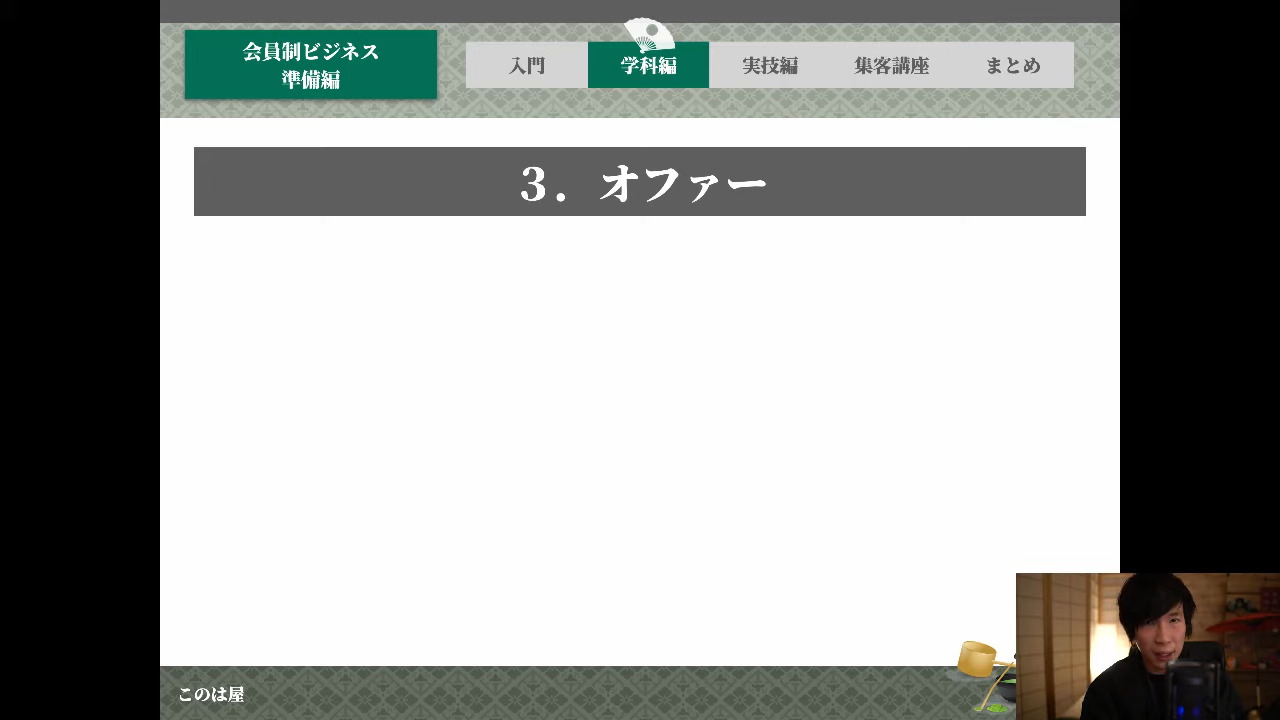 会員制ビジネス
準備編
入門
学科編
実技編
集客講座
まとめ
３．オファー
このは屋